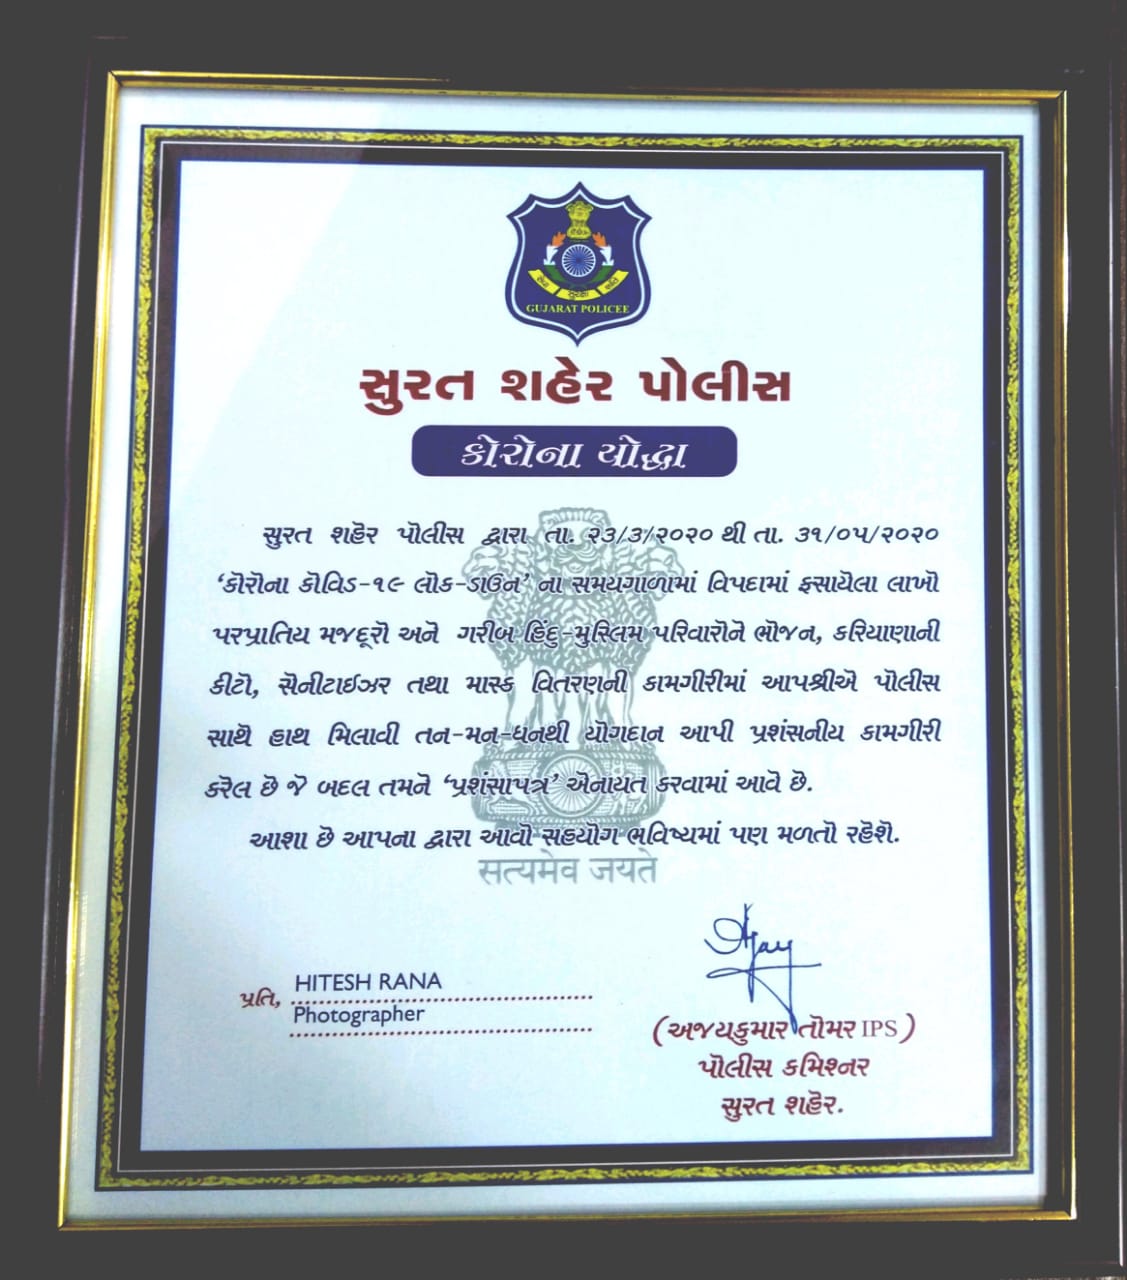 સેવા સુરક્ષા શાંતિ
GUJARAT POLICEE
સુરત શહેર પોલીસ
કોરોના યોદ્ધા
સુરત શહેર પોલીસ દ્વારા તા. ૨૩/૩/૨૦૨૦ થી તા. ૩૧/૦૫/૨૦૨૦
‘કોરોના કોવિડ-૧૯ લોક-ડાઉન’ ના સમયગાળામાં વિપદામાં ફસાયેલા લાખો
પરપ્રાતિય મજદૂરો અને ગરીબ હિંદુ-મુસ્લિમ પરિવારોને ભોજન, કરિયાણાની
કીટો, સેનીટાઈઝર તથા માસ્ક વિતરણની કામગીરીમાં આપશ્રીએ પોલીસ
સાથે હાથ મિલાવી તન-મન-ધનથી યોગદાન આપી પ્રશંસનીય કામગીરી
કરેલ છે જે બદલ તમને ‘પ્રશંસાપત્ર’ એનાયત કરવામાં આવે છે.
આશા છે આપના દ્વારા આવો સહયોગ ભવિષ્યમાં પણ મળતો રહેશે.
सत्यमेव जयते
Ajay
પ્રતિ, HITESH RANA
Photographer
(અજયકુમાર તોમર IPS)
પોલીસ કમિશ્નર
સુરત શહેર.